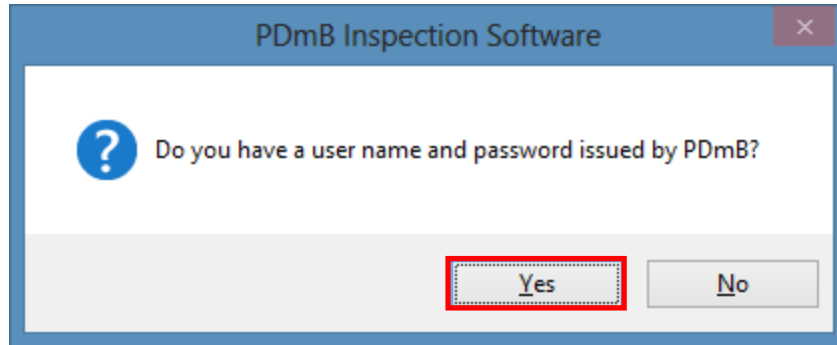 PDmB Inspection Software
Do you have a user name and password issued by PDmB?
Yes
No